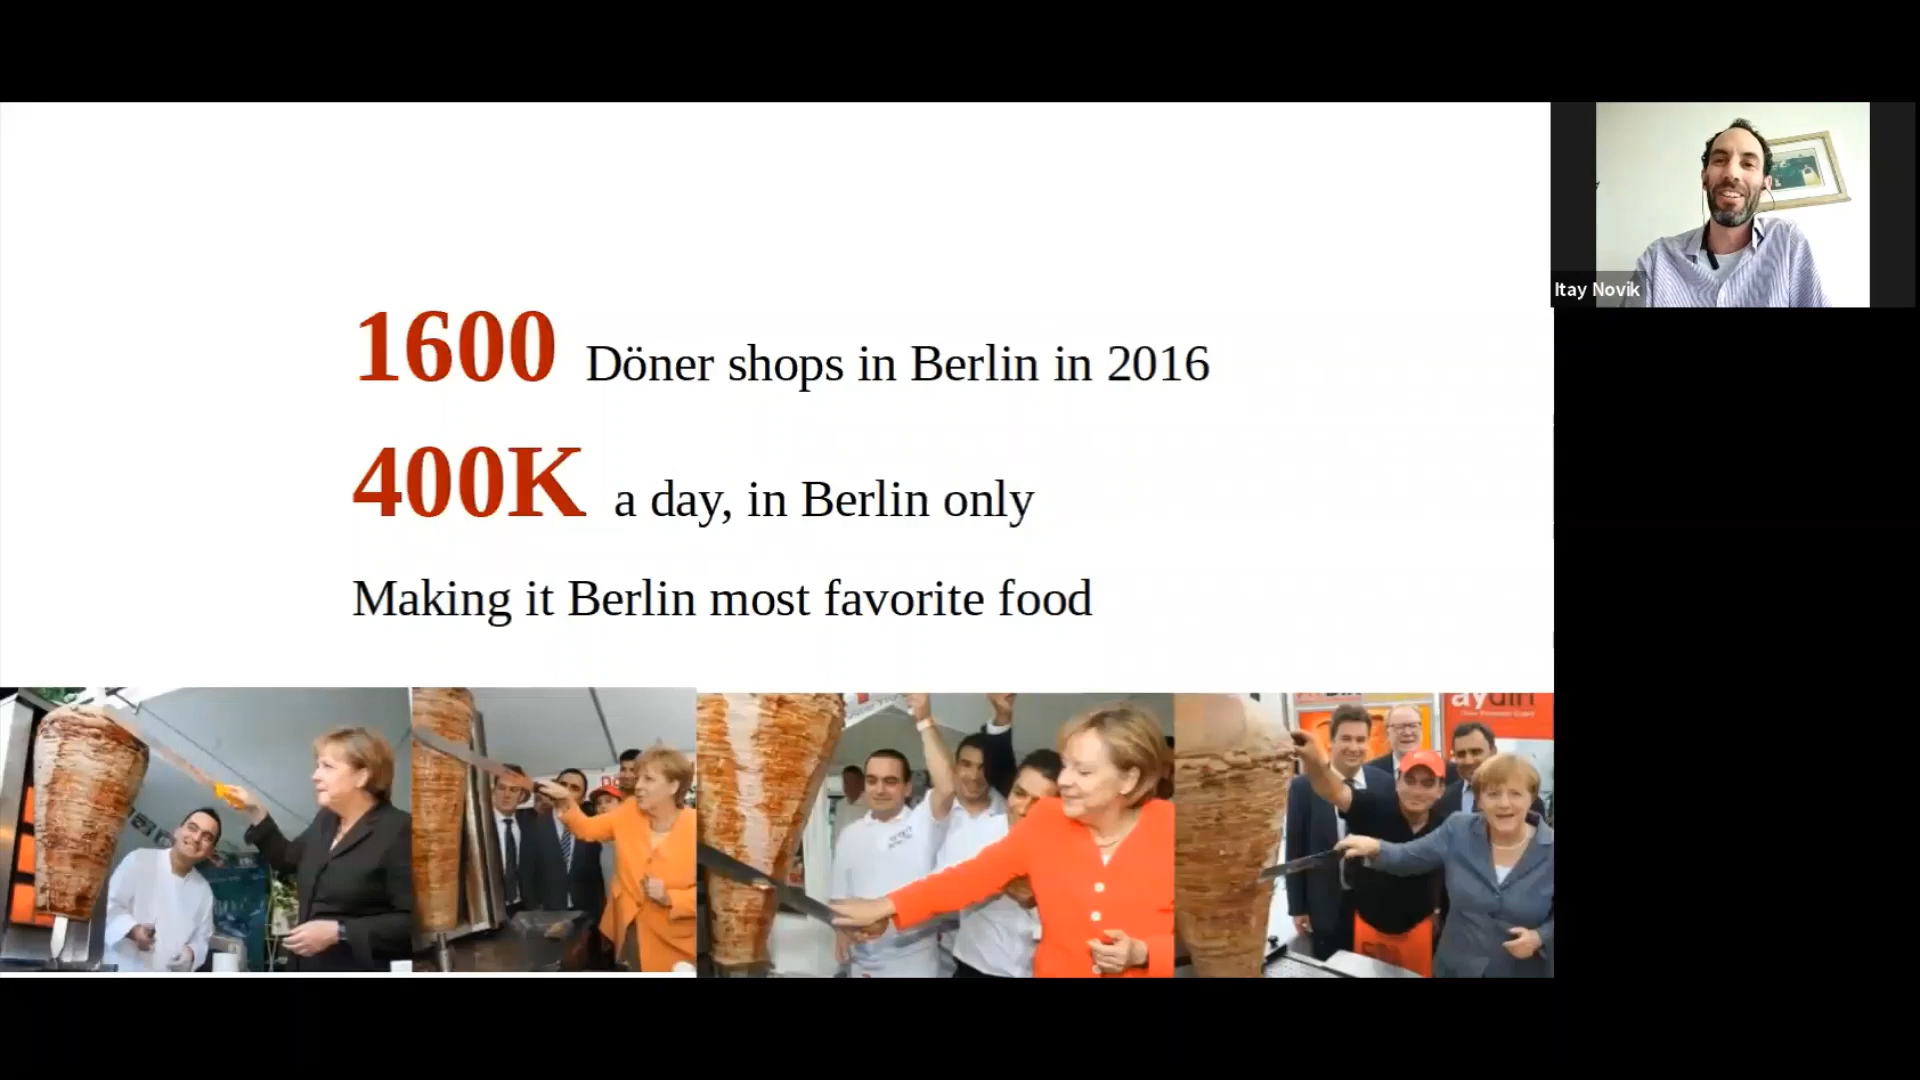 1600 Döner shops in Berlin in 2016
400K a day, in Berlin only
Making it Berlin most favorite food
Itay Novik
aydin